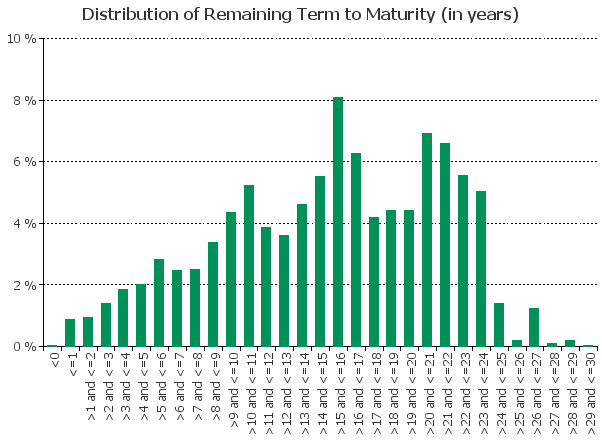 Distribution of Remaining Term to Maturity (in years)
10 %
8 %
6 %
4 %
2 %
0 %
<0
<=1
>1 and <=2
>2 and <=3
>3 and <=4
>4 and <=5
>5 and <=6
>6 and <=7
>7 and <=8
>8 and <=9
>9 and <=10
>10 and <=11
>11 and <=12
>12 and <=13
>13 and <=14
>14 and <=15
>15 and <=16
>16 and <=17
>17 and <=18
>18 and <=19
>19 and <=20
>20 and <=21
>21 and <=22
>22 and <=23
>23 and <=24
>24 and <=25
>25 and <=26
>26 and <=27
>27 and <=28
>28 and <=29
>29 and <=30